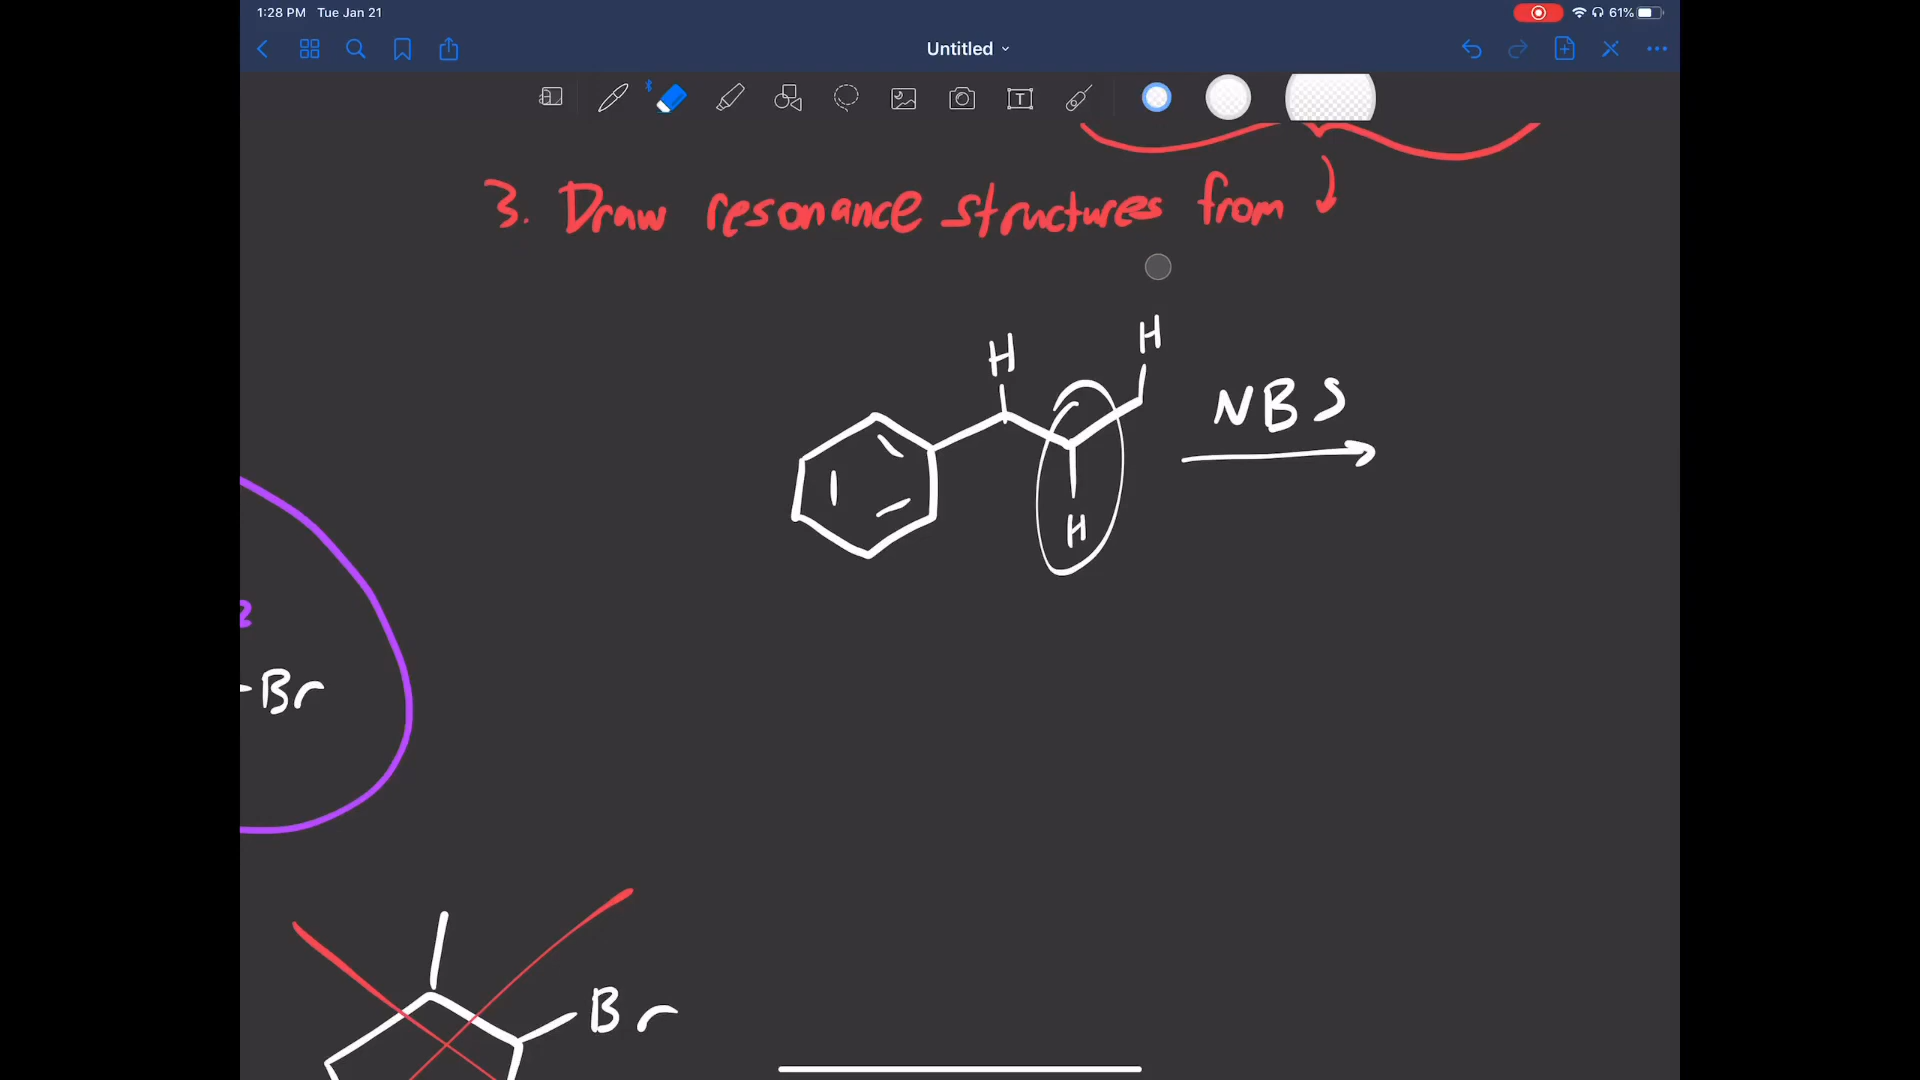 1:28 PM Tue Jan 21
61%
Untitled
T
3. Draw resonance structures from
H
H
NBS
H
Br
Br